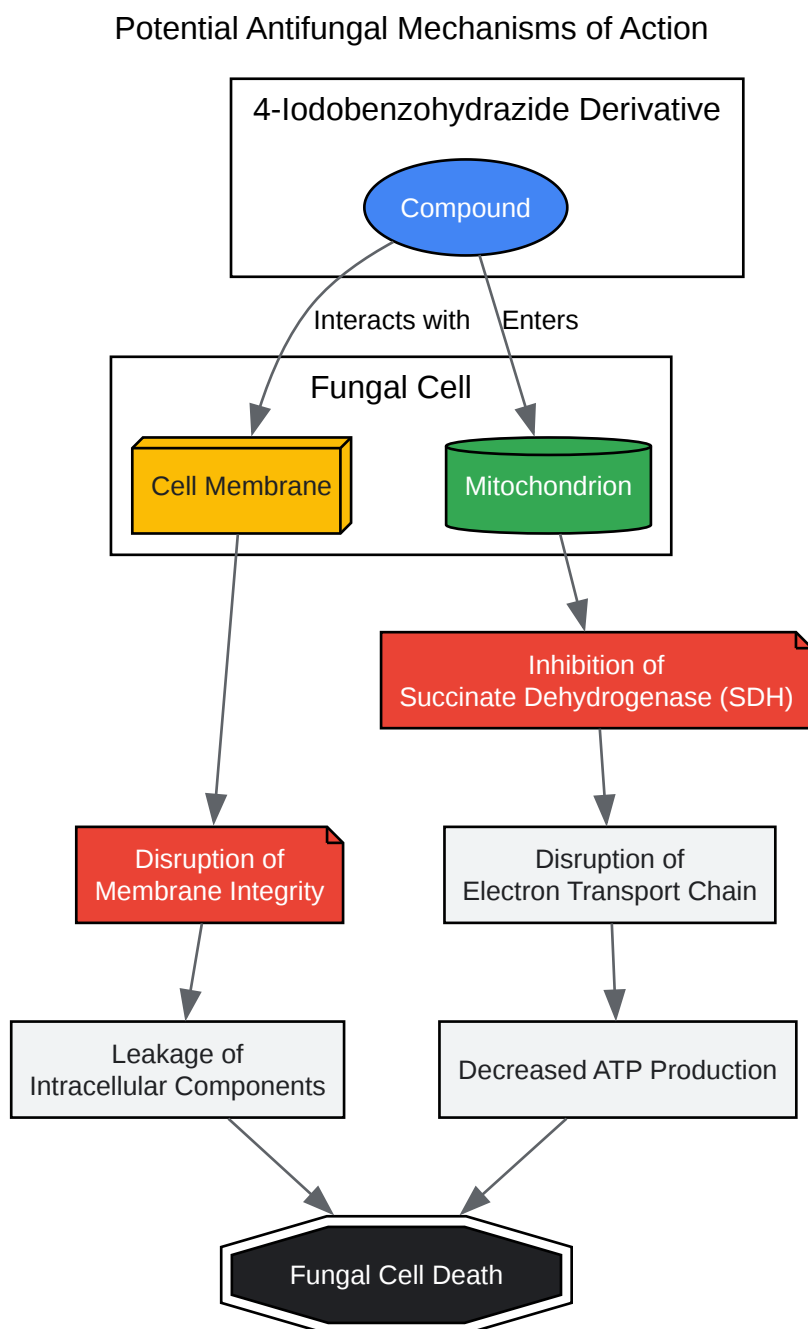 Potential Antifungal Mechanisms of Action
4-Iodobenzohydrazide Derivative
Compound
Interacts with
Enters
Fungal Cell
Cell Membrane
Mitochondrion
Inhibition of
Succinate Dehydrogenase (SDH)
Disruption of
Membrane Integrity
Disruption of
Electron Transport Chain
Leakage of
Intracellular Components
Decreased ATP Production
Fungal Cell Death